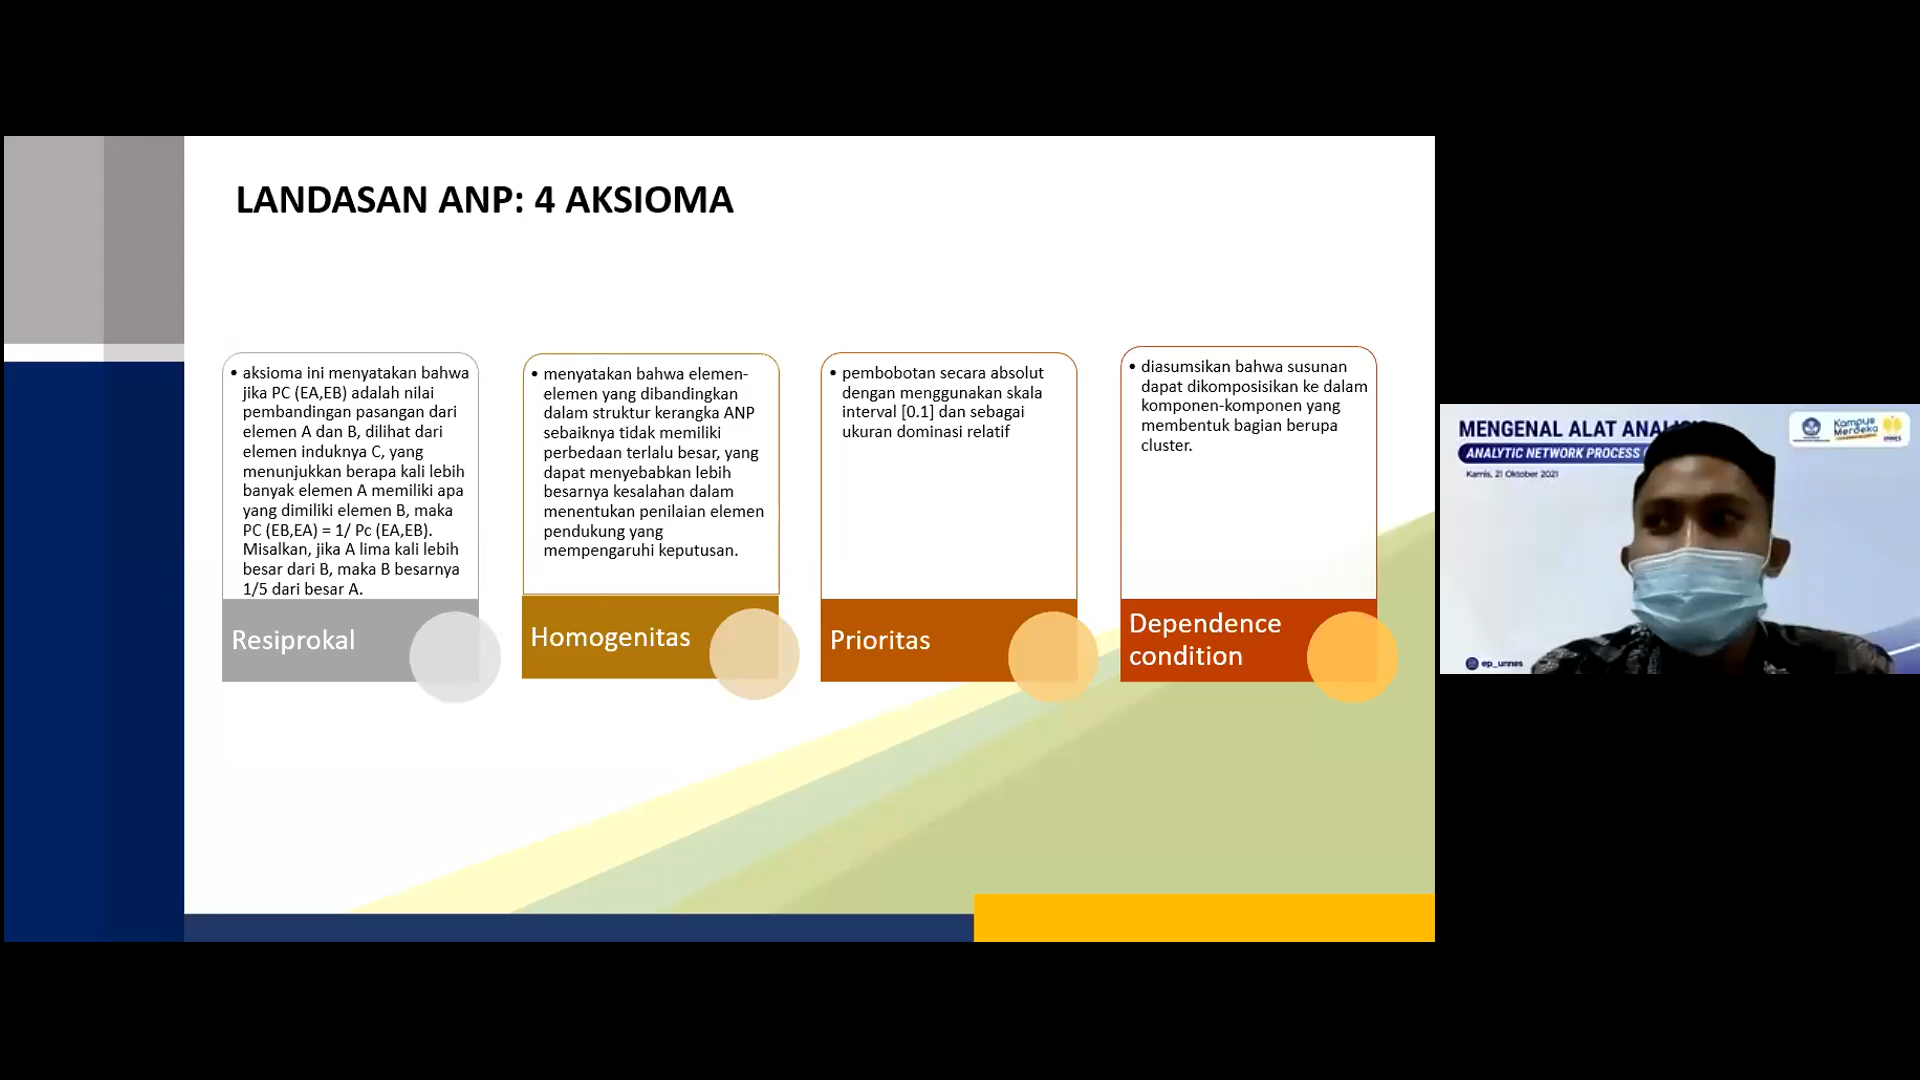 LANDASAN ANP: 4 AKSIOMA
• aksioma ini menyatakan bahwa
jika PC (EA,EB) adalah nilai
pembandingan pasangan dari
elemen A dan B, dilihat dari
elemen induknya C, yang
menunjukkan berapa kali lebih
banyak elemen A memiliki apa
yang dimiliki elemen B, maka
PC (EB,EA) = 1/ Pc (EA,EB).
Misalkan, jika A lima kali lebih
besar dari B, maka B besarnya
1/5 dari besar A.
Resiprokal
• menyatakan bahwa elemen-
elemen yang dibandingkan
dalam struktur kerangka ANP
sebaiknya tidak memiliki
perbedaan terlalu besar, yang
dapat menyebabkan lebih
besarnya kesalahan dalam
menentukan penilaian elemen
pendukung yang
mempengaruhi keputusan.
Homogenitas
• pembobotan secara absolut
dengan menggunakan skala
interval [0.1] dan sebagai
ukuran dominasi relatif
Prioritas
• diasumsikan bahwa susunan
dapat dikomposisikan ke dalam
komponen-komponen yang
membentuk bagian berupa
cluster.
Dependence
condition
MENGENAL ALAT
ANALYTIC NETWORK PROCESS
Kamis, 21 Oktober 2021
Kampus
Merdeka
UNNES
ep_unnes